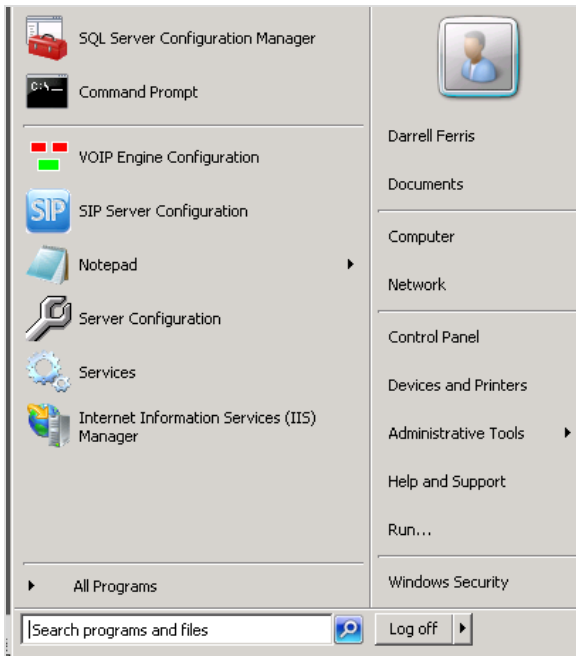 SQL Server Configuration Manager
C:\
Command Prompt
VOIP Engine Configuration
SIP
SIP Server Configuration
Notepad
Server Configuration
Services
Internet Information Services (IIS)
Manager
All Programs
Search programs and files
Darrell Ferris
Documents
Computer
Network
Control Panel
Devices and Printers
Administrative Tools
Help and Support
Run...
Windows Security
Log off